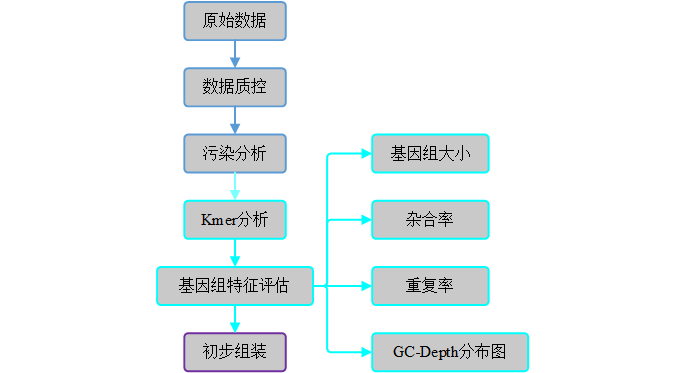 原始数据
数据质控
污染分析
Kmer分析
基因组特征评估
初步组装
基因组大小
杂合率
重复率
GC-Depth分布图